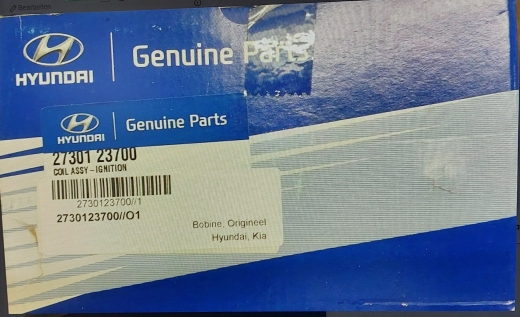 Bearbeiten
HYUNDAI
Genuine Parts
HYUNDAI
Genuine Parts
27301 23700
COIL ASSY-IGNITION
2730123700//1
2730123700//O1
Bobine, Origineel
Hyundai, Kia